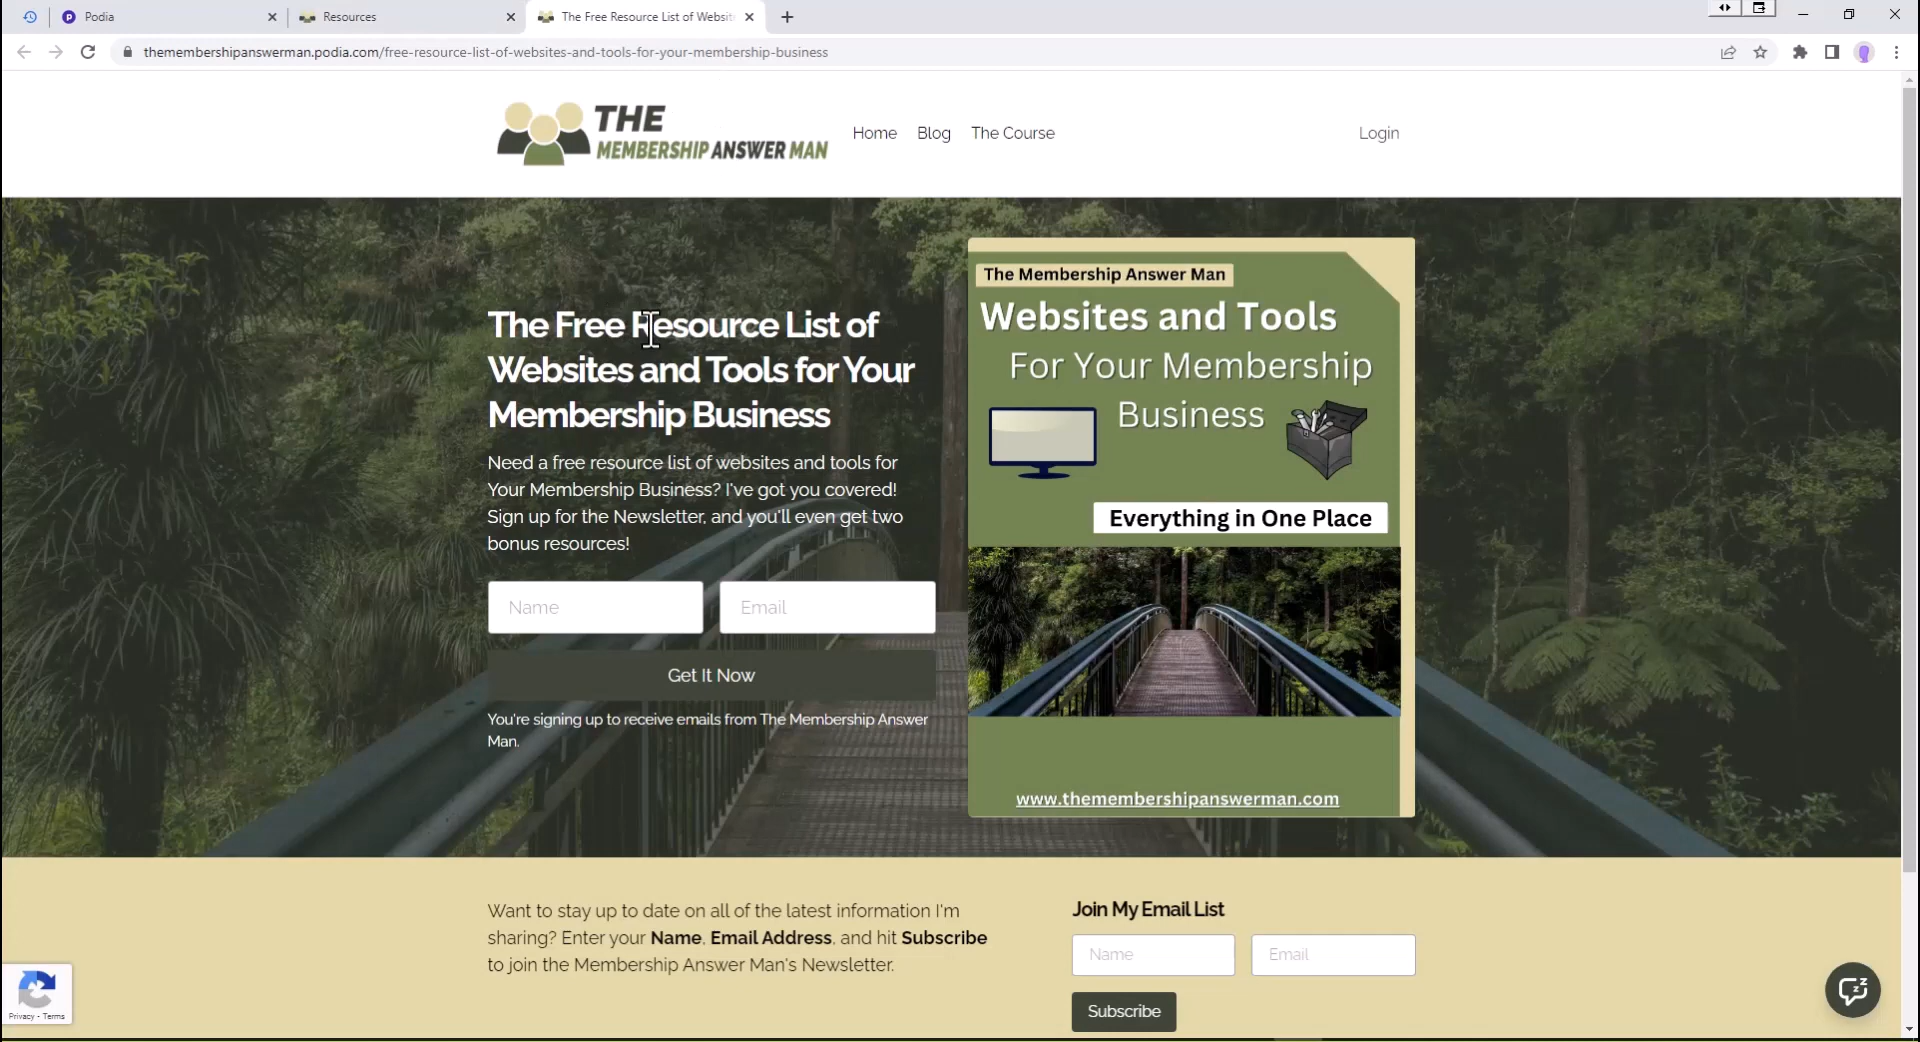 Podia
Resources
The Free Resource List of Websit
themembershipanswerman.podia.com/free-resource-list-of-websites-and-tools-for-your-membership-business
THE
MEMBERSHIP ANSWER MAN
Home
Blog
The Course
Login
The Free Resource List of
Websites and Tools for Your
Membership Business
Need a free resource list of websites and tools for
Your Membership Business? I've got you covered!
Sign up for the Newsletter, and you'll even get two
bonus resources!
Name
Email
Get It Now
You're signing up to receive emails from The Membership Answer
Man.
The Membership Answer Man
Websites and Tools
For Your Membership
Business
Everything in One Place
www.themembershipanswerman.com
Want to stay up to date on all of the latest information I'm
sharing? Enter your Name, Email Address, and hit Subscribe
to join the Membership Answer Man's Newsletter.
Join My Email List
Name
Email
Subscribe
Privacy - Terms